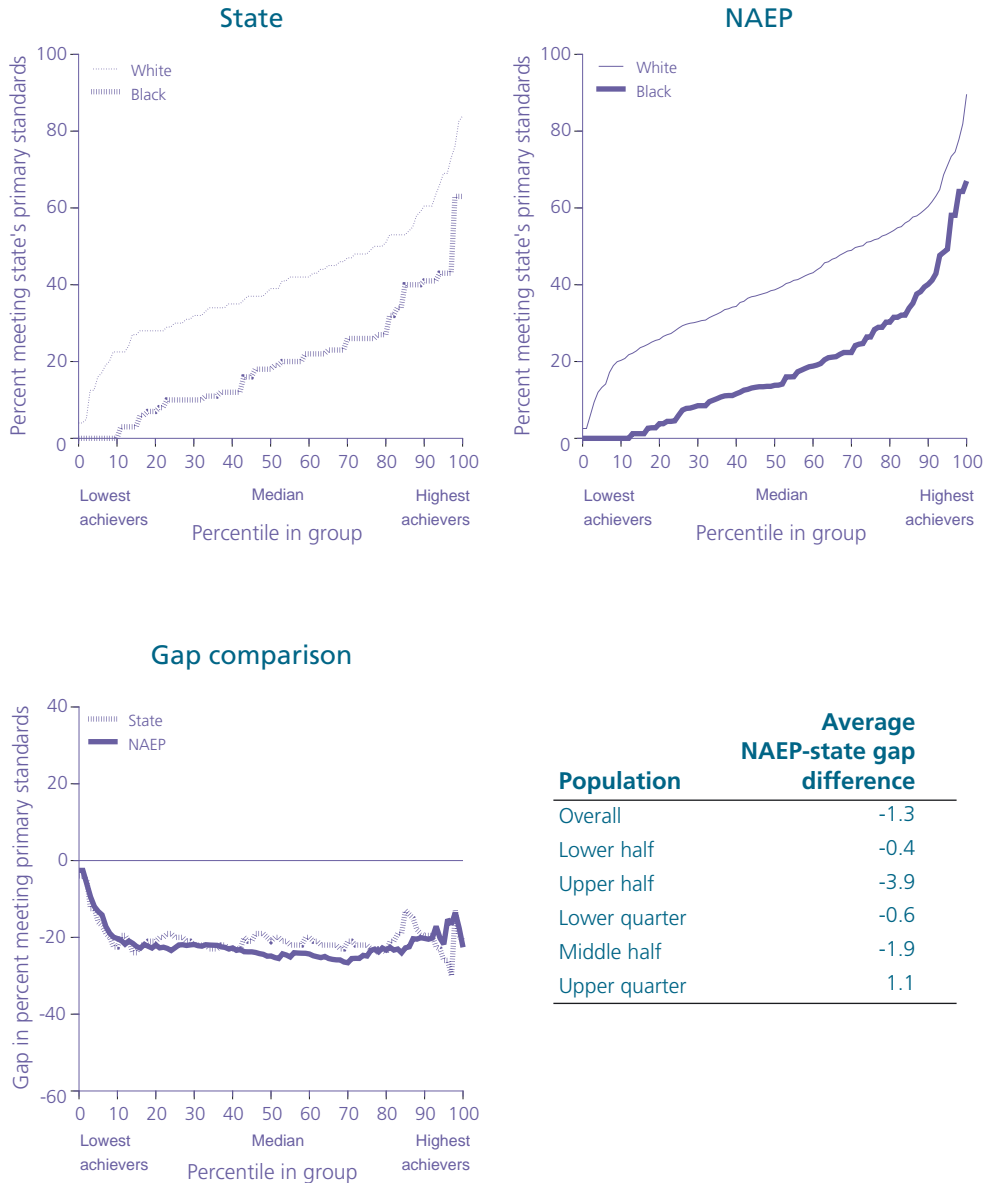 State
Percent meeting state's primary standards
100
80
60
40
20
0
White
Black
0 10 20 30 40 50 60 70 80 90 100
Lowest achievers
Median
Highest achievers
Percentile in group
NAEP
Percent meeting state's primary standards
100
80
60
40
20
0
White
Black
0 10 20 30 40 50 60 70 80 90 100
Lowest achievers
Median
Highest achievers
Percentile in group
Gap comparison
Gap in percent meeting primary standards
40
20
0
-20
-40
-60
State
NAEP
0 10 20 30 40 50 60 70 80 90 100
Lowest achievers
Median
Highest achievers
Percentile in group
Average
NAEP-state gap
Population difference
Overall -1.3
Lower half -0.4
Upper half -3.9
Lower quarter -0.6
Middle half -1.9
Upper quarter 1.1